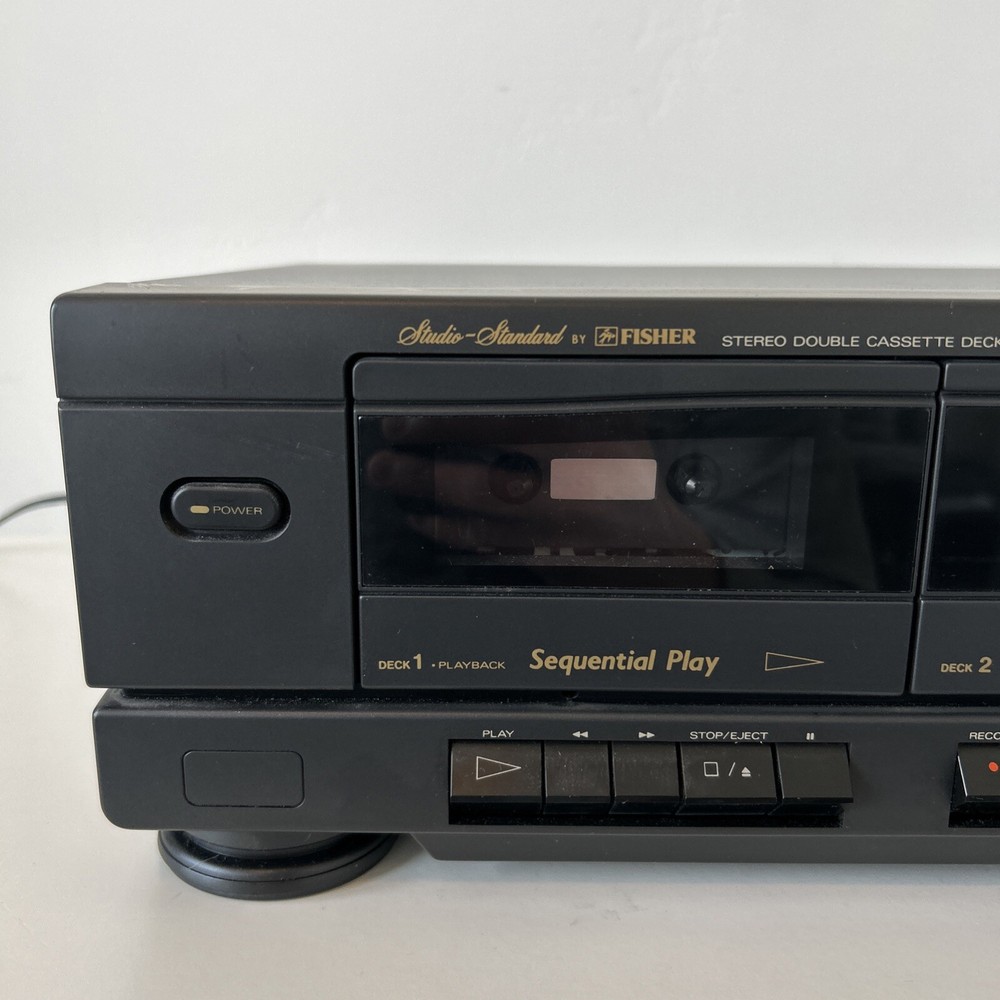 Studio-Standard BY FISHER STEREO DOUBLE CASSETTE DECK
POWER
DECK 1 • PLAYBACK Sequential Play
DECK 2
PLAY ◀◀ ▶▶ STOP/EJECT ⏸ RECO